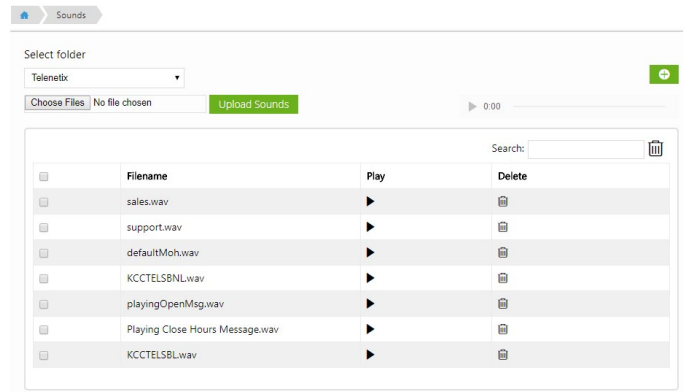 Sounds
Select folder
Telenetix
Choose Files No file chosen Upload Sounds 0:00
Search:
Filename Play Delete
sales.wav
support.wav
defaultMoh.wav
KCCTELSBNL.wav
playingOpenMsg.wav
Playing Close Hours Message.wav
KCCTELSBL.wav